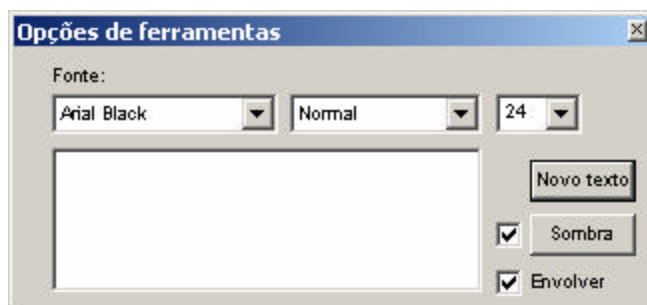 Opções de ferramentas
Fonte:
Arial Black Normal 24
Novo texto
Sombra
Envolver